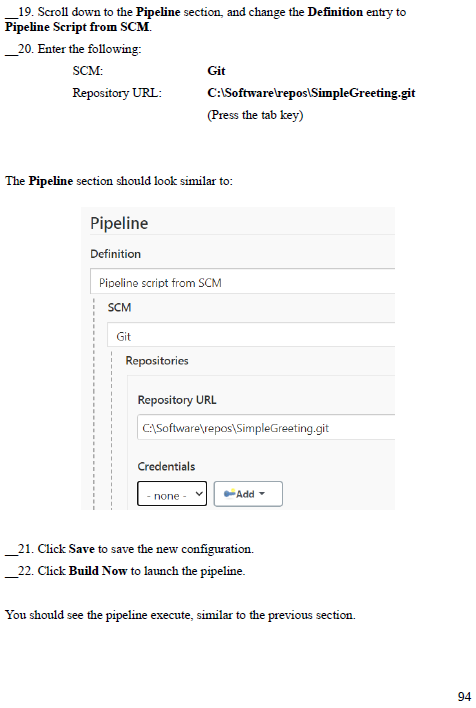 __19. Scroll down to the Pipeline section, and change the Definition entry to
Pipeline Script from SCM.
__20. Enter the following:
SCM: Git
Repository URL: C:\Software\repos\SimpleGreeting.git
(Press the tab key)
The Pipeline section should look similar to:
Pipeline
Definition
Pipeline script from SCM
SCM
Git
Repositories
Repository URL
C:\Software\repos\SimpleGreeting.git
Credentials
- none - Add
__21. Click Save to save the new configuration.
__22. Click Build Now to launch the pipeline.
You should see the pipeline execute, similar to the previous section.
94